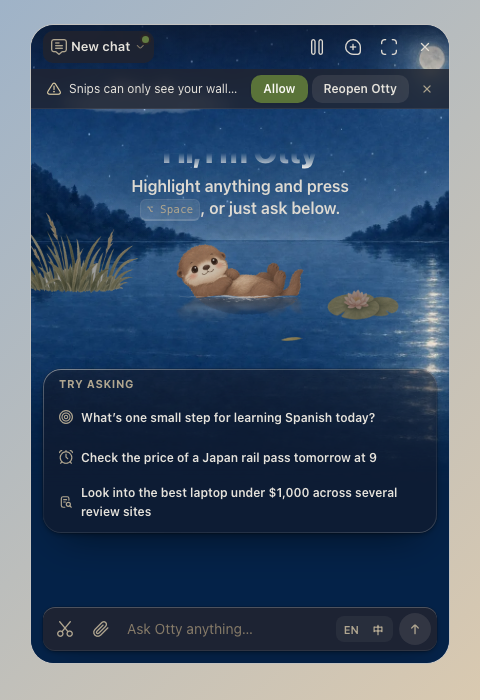 New chat
Snips can only see your wall...
Allow
Reopen Otty
Hi, I'm Otty
Highlight anything and press
⌥ Space, or just ask below.
TRY ASKING
What's one small step for learning Spanish today?
Check the price of a Japan rail pass tomorrow at 9
Look into the best laptop under $1,000 across several
review sites
Ask Otty anything...
EN 中